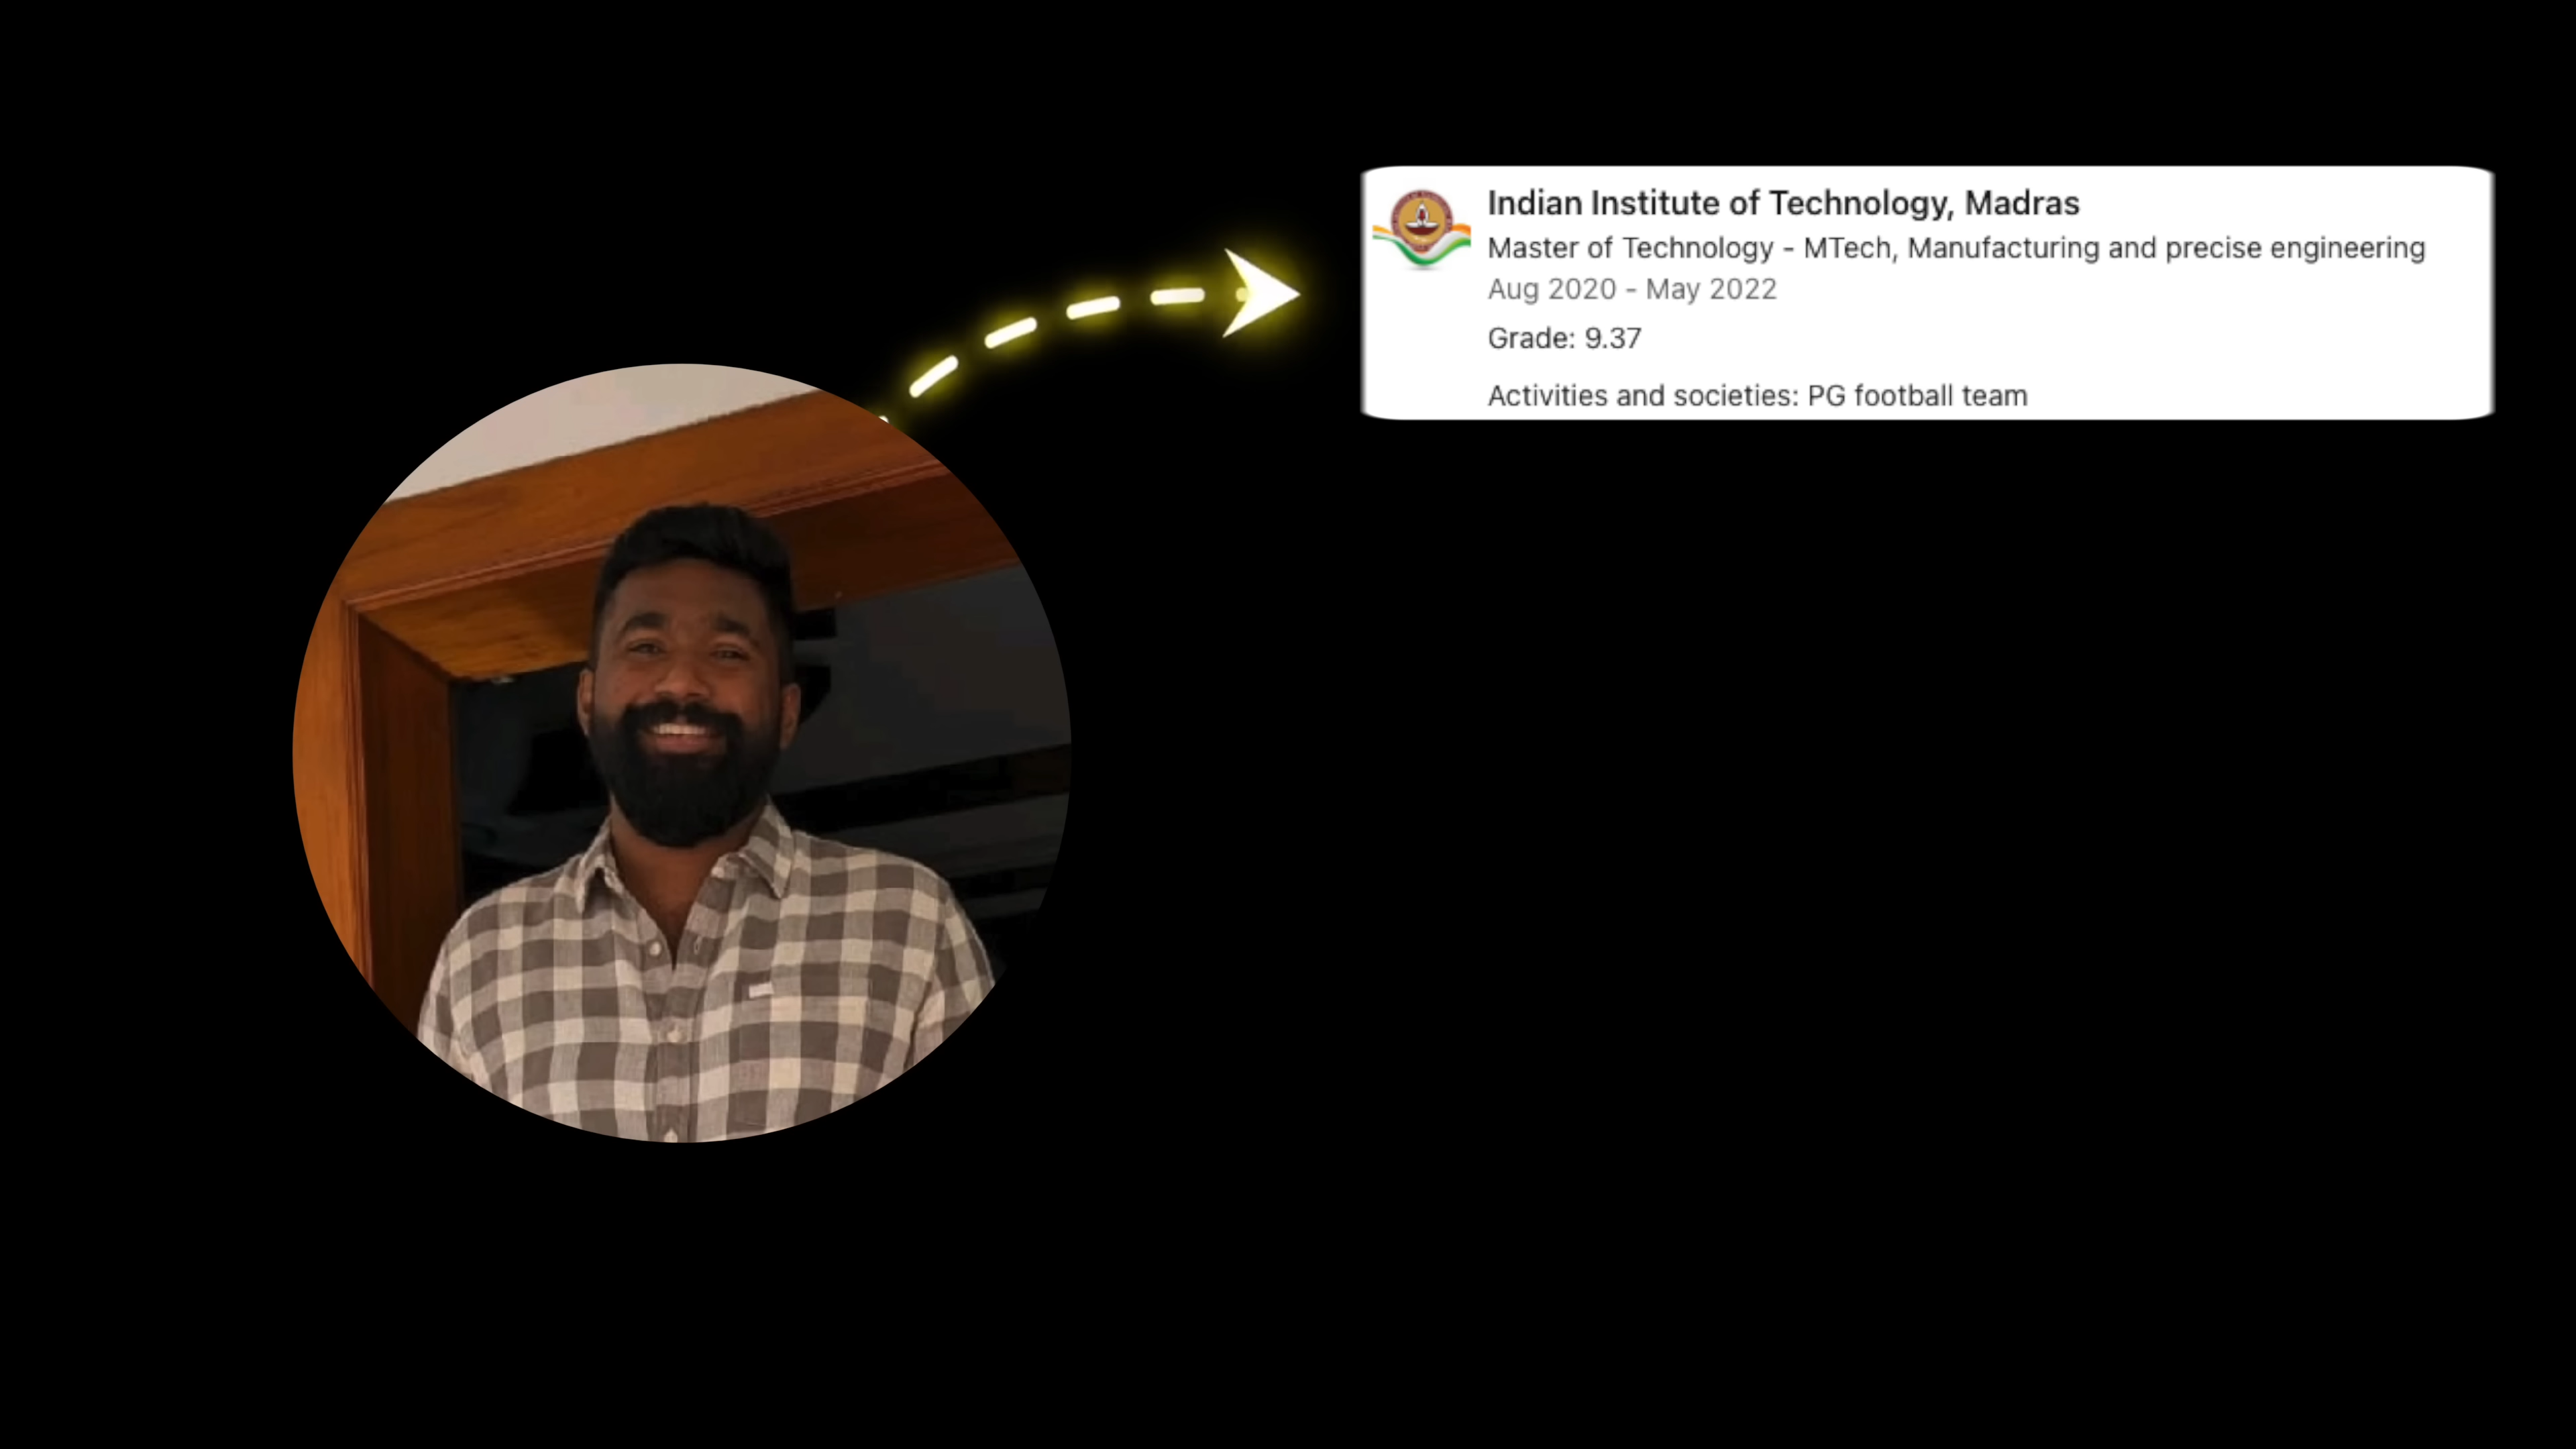 Indian Institute of Technology, Madras
Master of Technology - MTech, Manufacturing and precise engineering
Aug 2020 - May 2022
Grade: 9.37
Activities and societies: PG football team